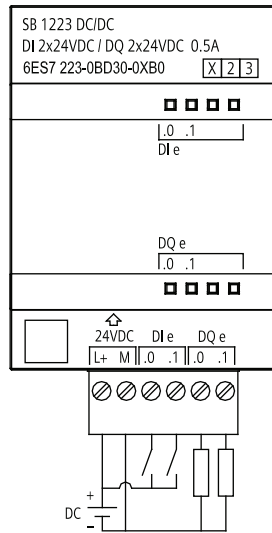 SB 1223 DC/DC
DI 2x24VDC / DQ 2x24VDC 0.5A
6ES7 223-0BD30-0XB0 X 2 3
.0 .1
DI e
DQ e
.0 .1
24VDC DI e DQ e
L+ M .0 .1 .0 .1
+
DC
−